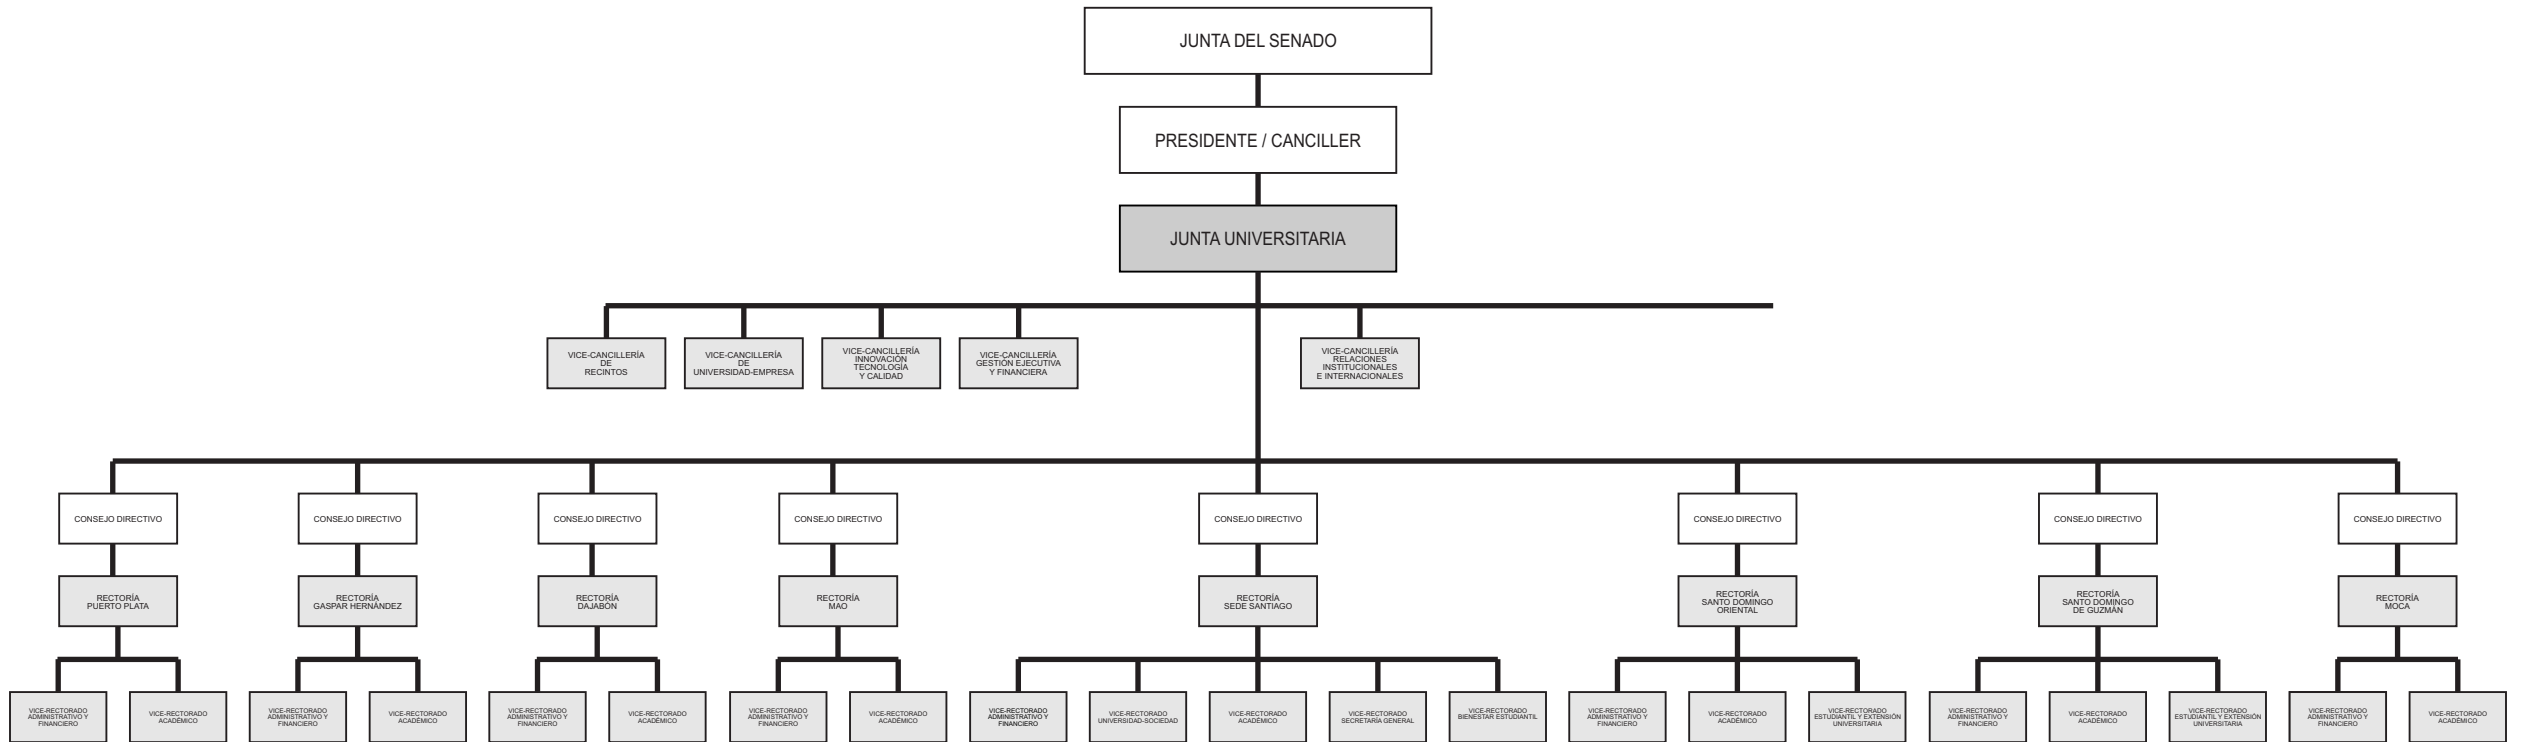 JUNTA DEL SENADO
PRESIDENTE / CANCILLER
JUNTA UNIVERSITARIA
VICE-CANCILLERÍA
DE
RECINTOS
VICE-CANCILLERÍA
DE
UNIVERSIDAD-EMPRESA
VICE-CANCILLERÍA
INNOVACIÓN
TECNOLOGÍA
Y CALIDAD
VICE-CANCILLERÍA
GESTIÓN EJECUTIVA
Y FINANCIERA
VICE-CANCILLERÍA
RELACIONES
INSTITUCIONALES
E INTERNACIONALES
CONSEJO DIRECTIVO
CONSEJO DIRECTIVO
CONSEJO DIRECTIVO
CONSEJO DIRECTIVO
CONSEJO DIRECTIVO
CONSEJO DIRECTIVO
CONSEJO DIRECTIVO
CONSEJO DIRECTIVO
RECTORÍA
PUERTO PLATA
RECTORÍA
GASPAR HERNÁNDEZ
RECTORÍA
DAJABÓN
RECTORÍA
MAO
RECTORÍA
SEDE SANTIAGO
RECTORÍA
SANTO DOMINGO
ORIENTAL
RECTORÍA
SANTO DOMINGO
DE GUZMÁN
RECTORÍA
MOCA
VICE-RECTORADO
ADMINISTRATIVO Y
FINANCIERO
VICE-RECTORADO
ACADÉMICO
VICE-RECTORADO
ADMINISTRATIVO Y
FINANCIERO
VICE-RECTORADO
ACADÉMICO
VICE-RECTORADO
ADMINISTRATIVO Y
FINANCIERO
VICE-RECTORADO
ACADÉMICO
VICE-RECTORADO
ADMINISTRATIVO Y
FINANCIERO
VICE-RECTORADO
ACADÉMICO
VICE-RECTORADO
ADMINISTRATIVO Y
FINANCIERO
VICE-RECTORADO
UNIVERSIDAD-SOCIEDAD
VICE-RECTORADO
ACADÉMICO
VICE-RECTORADO
SECRETARÍA GENERAL
VICE-RECTORADO
BIENESTAR ESTUDIANTIL
VICE-RECTORADO
ADMINISTRATIVO Y
FINANCIERO
VICE-RECTORADO
ACADÉMICO
VICE-RECTORADO
ESTUDIANTIL Y EXTENSIÓN
UNIVERSITARIA
VICE-RECTORADO
ADMINISTRATIVO Y
FINANCIERO
VICE-RECTORADO
ACADÉMICO
VICE-RECTORADO
ESTUDIANTIL Y EXTENSIÓN
UNIVERSITARIA
VICE-RECTORADO
ADMINISTRATIVO Y
FINANCIERO
VICE-RECTORADO
ACADÉMICO